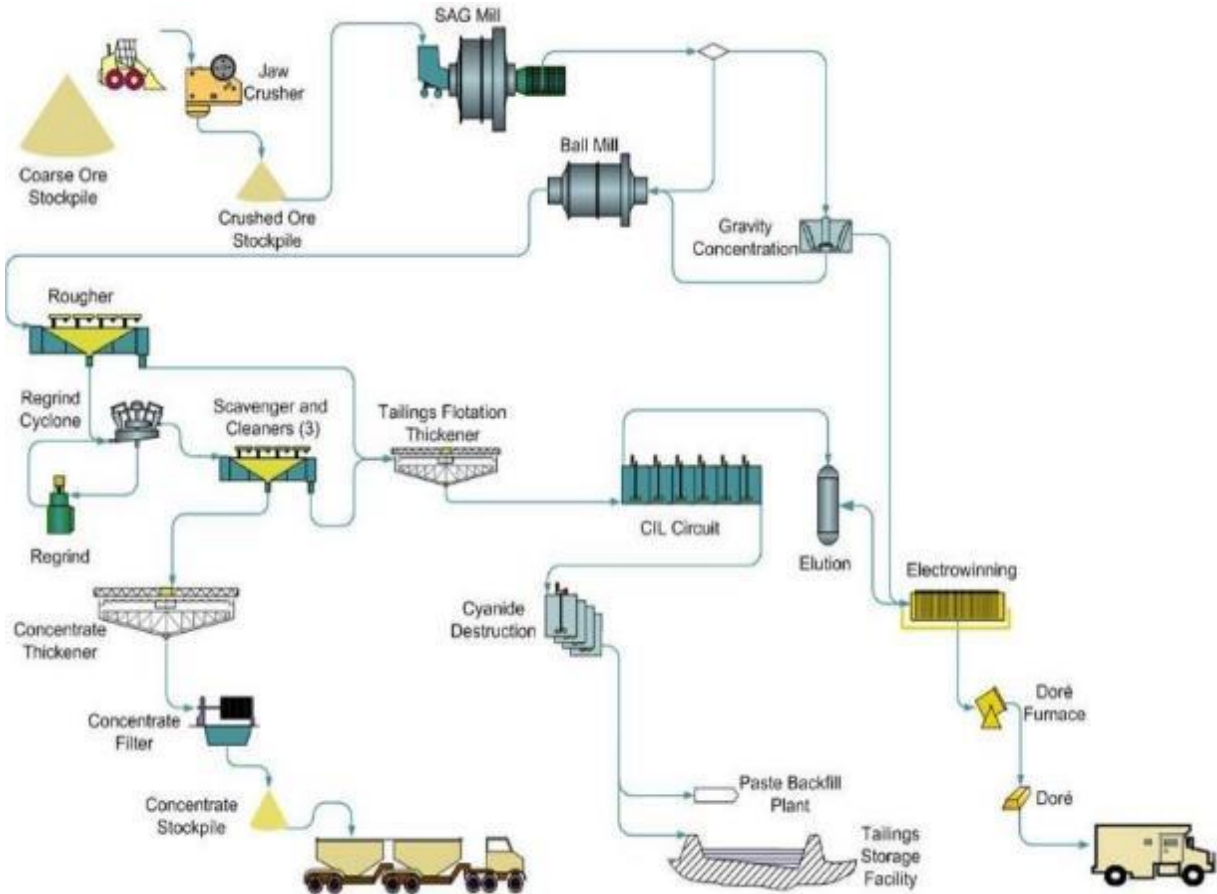 SAG Mill
Jaw
Crusher
Coarse Ore
Stockpile
Crushed Ore
Stockpile
Ball Mill
Gravity
Concentration
Rougher
Regrind
Cyclone
Scavenger and
Cleaners (3)
Tailings Flotation
Thickener
Regrind
CIL Circuit
Elution
Electrowinning
Concentrate
Thickener
Cyanide
Destruction
Concentrate
Filter
Doré
Furnace
Concentrate
Stockpile
Paste Backfill
Plant
Doré
Tailings
Storage
Facility